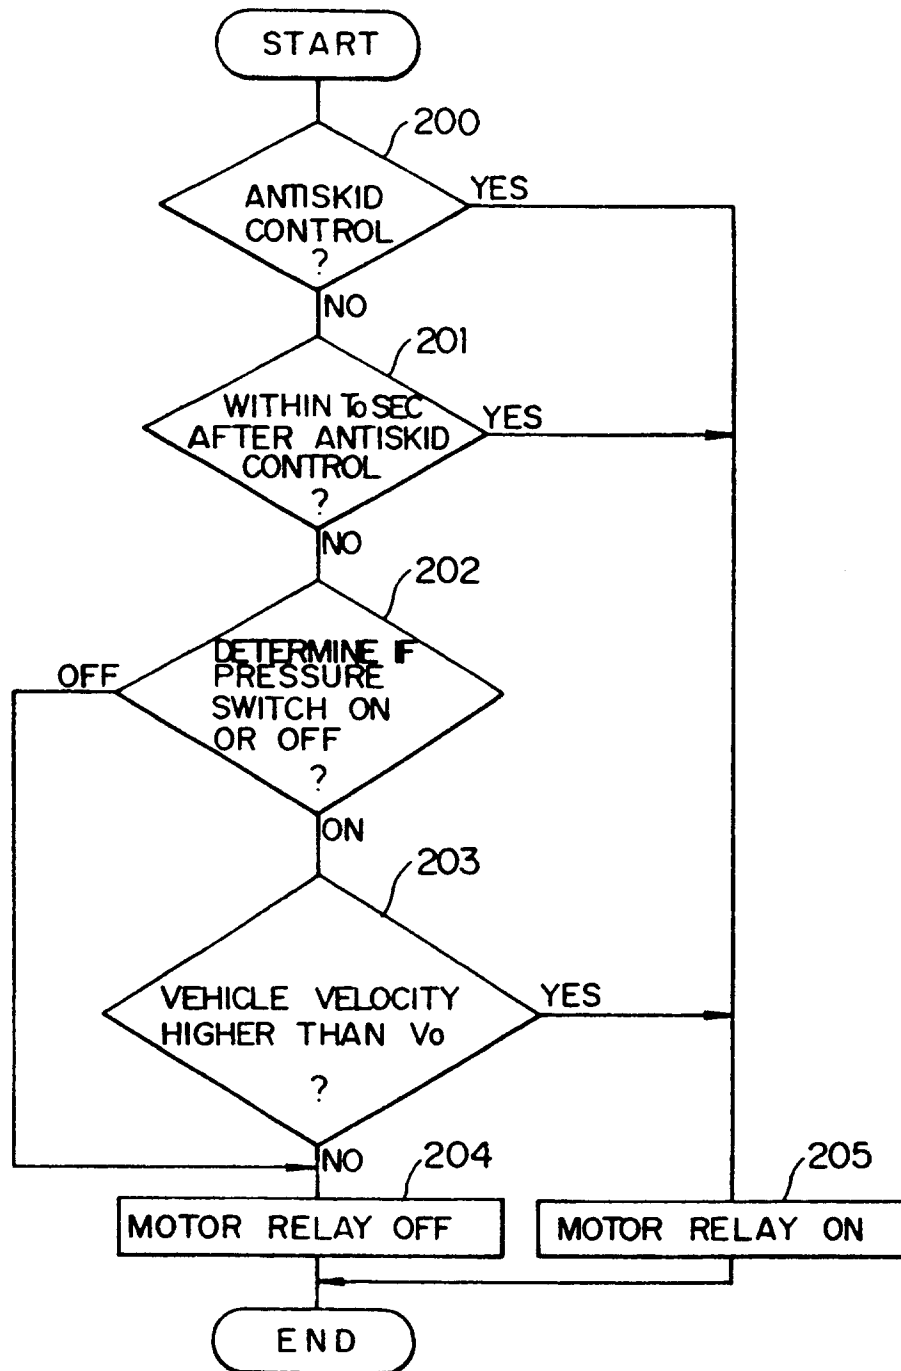 START
200
ANTISKID
CONTROL
?
YES
NO
201
WITHIN To SEC
AFTER ANTISKID
CONTROL
?
YES
NO
202
DETERMINE IF
PRESSURE
SWITCH ON
OR OFF
?
OFF
ON
203
VEHICLE VELOCITY
HIGHER THAN Vo
?
YES
NO
204
MOTOR RELAY OFF
205
MOTOR RELAY ON
END